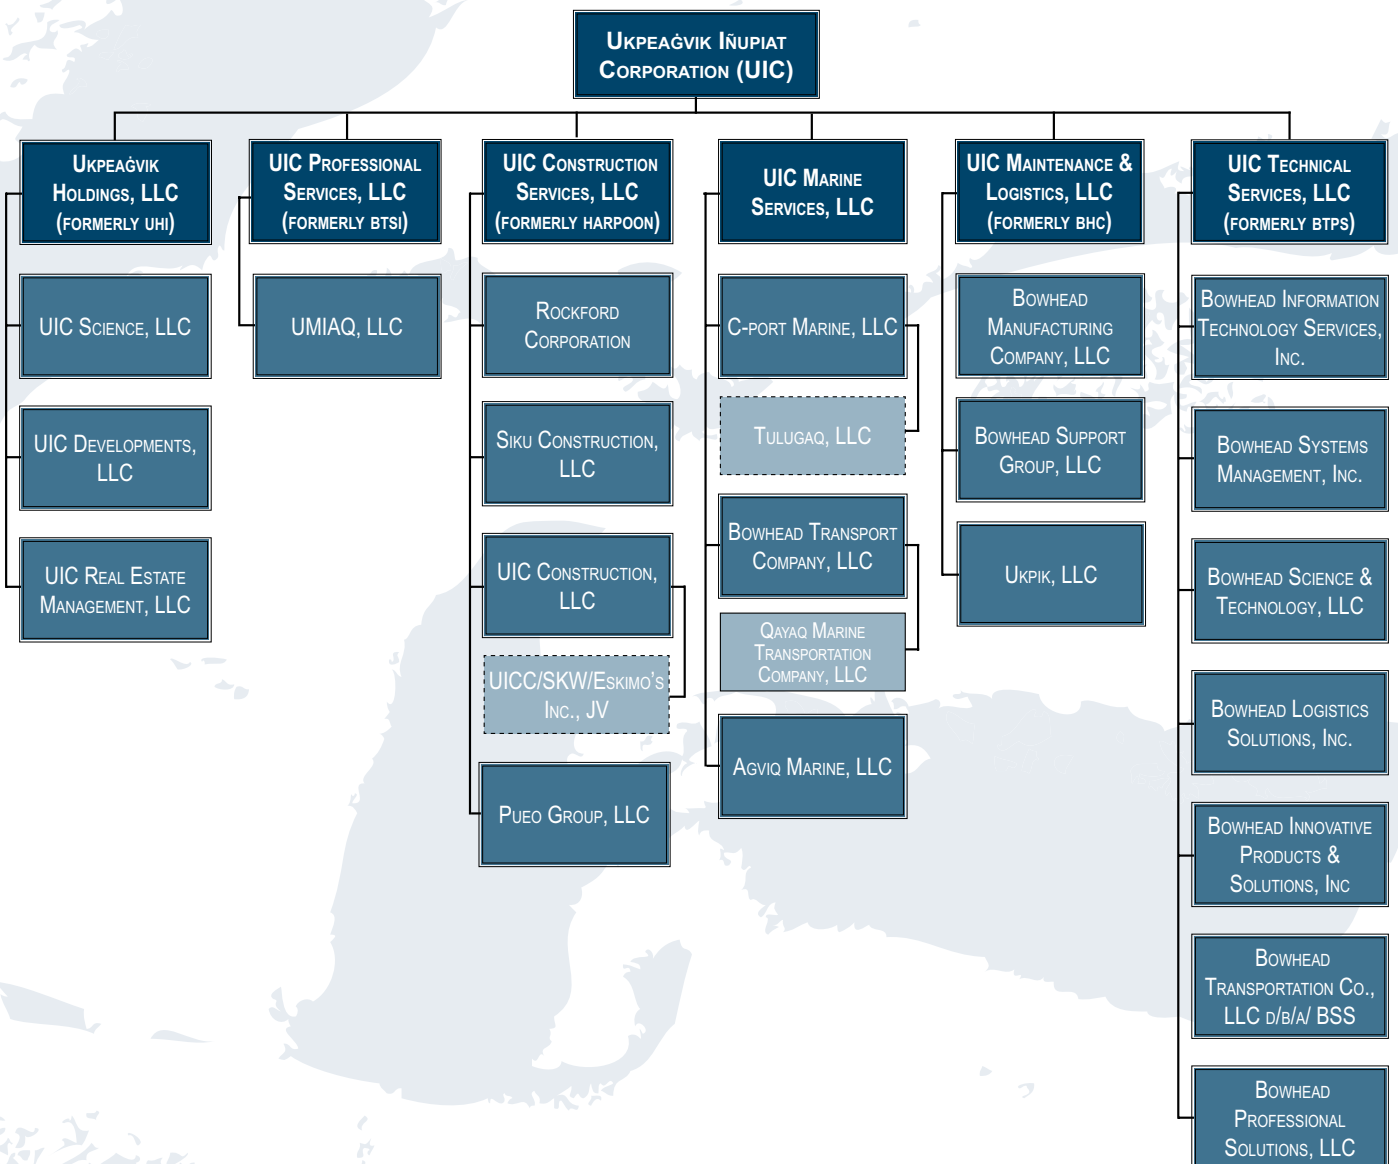 Ukpeaġvik Iñupiat
Corporation (UIC)
Ukpeaġvik
Holdings, LLC
(formerly UHI)
UIC Science, LLC
UIC Developments,
LLC
UIC Real Estate
Management, LLC
UIC Professional
Services, LLC
(formerly BTSI)
UMIAQ, LLC
UIC Construction
Services, LLC
(formerly Harpoon)
Rockford
Corporation
Siku Construction,
LLC
UIC Construction,
LLC
UICC/SKW/Eskimo's
Inc., JV
Pueo Group, LLC
UIC Marine
Services, LLC
C-port Marine, LLC
Tulugaq, LLC
Bowhead Transport
Company, LLC
Qayaq Marine
Transportation
Company, LLC
Agviq Marine, LLC
UIC Maintenance &
Logistics, LLC
(formerly BHC)
Bowhead
Manufacturing
Company, LLC
Bowhead Support
Group, LLC
Ukpik, LLC
UIC Technical
Services, LLC
(formerly BTPS)
Bowhead Information
Technology Services,
Inc.
Bowhead Systems
Management, Inc.
Bowhead Science &
Technology, LLC
Bowhead Logistics
Solutions, Inc.
Bowhead Innovative
Products &
Solutions, Inc
Bowhead
Transportation Co.,
LLC d/b/a/ BSS
Bowhead
Professional
Solutions, LLC